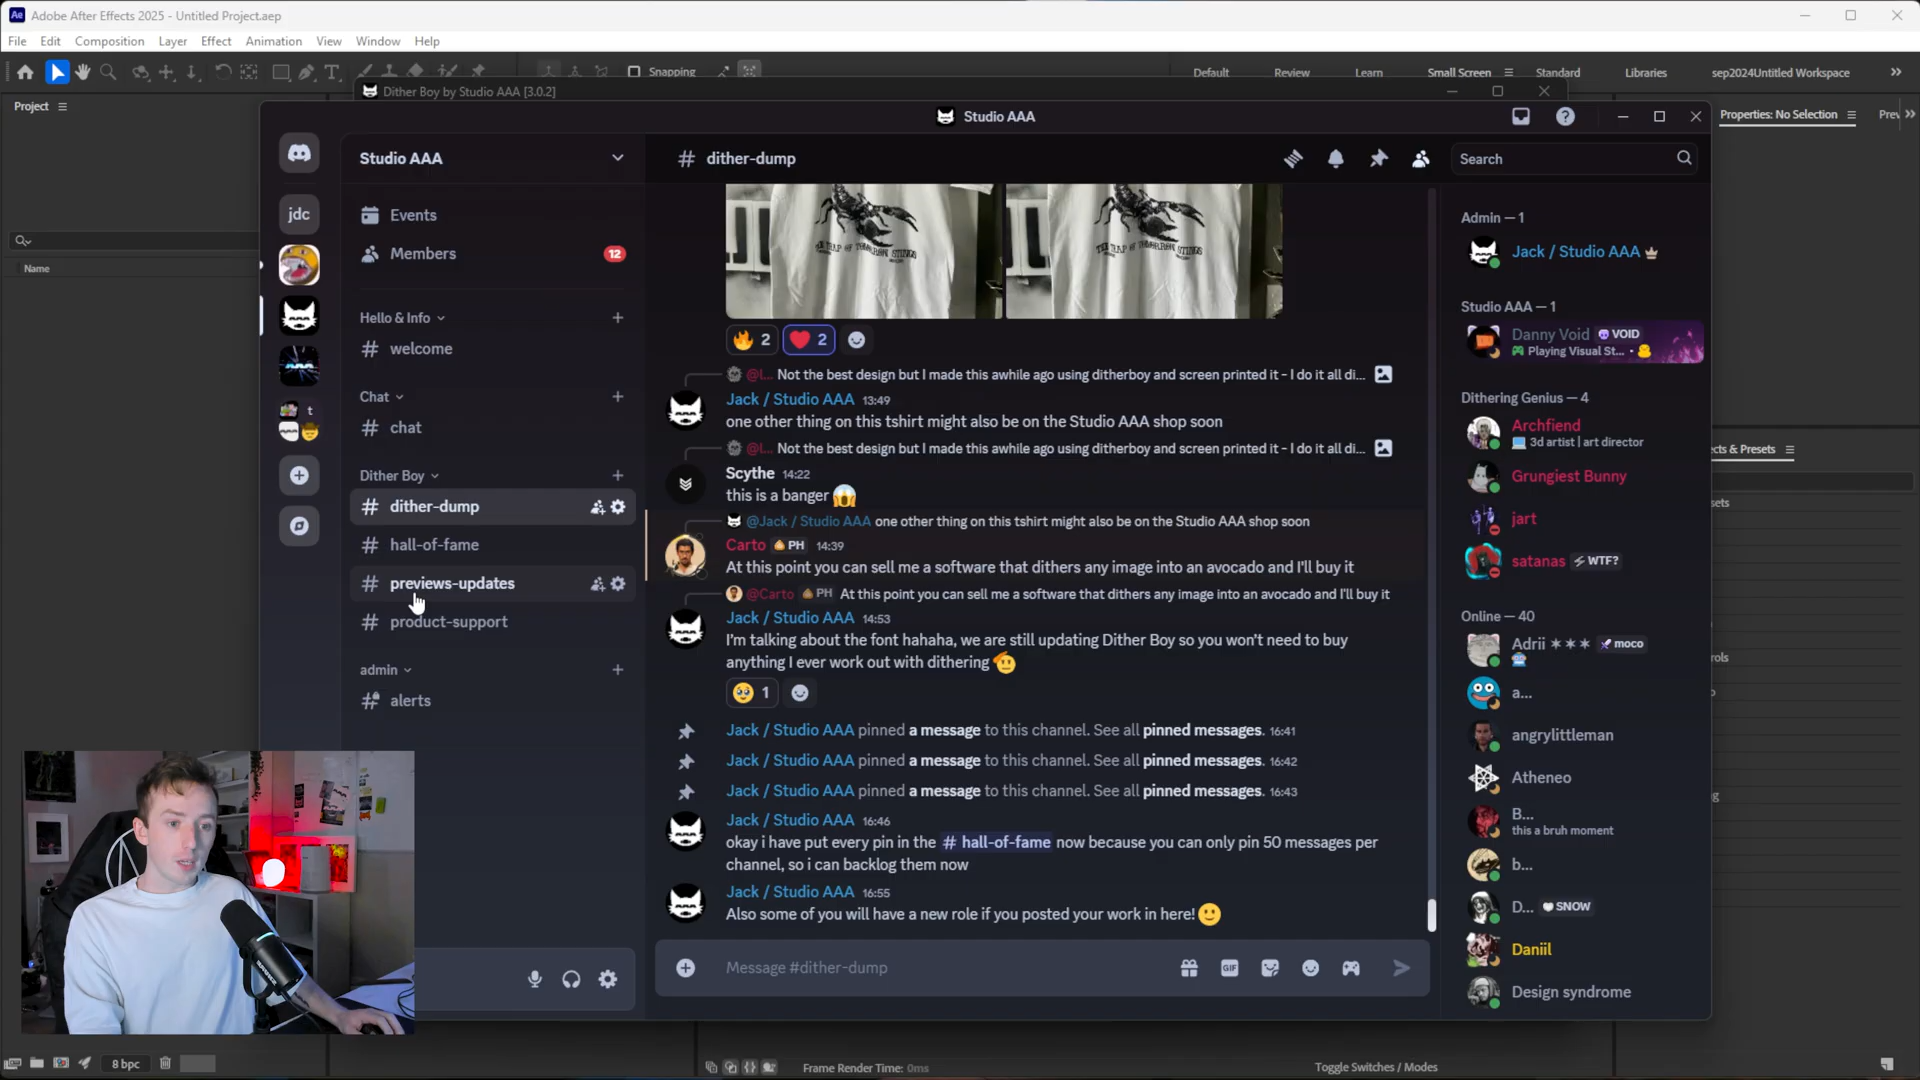 Adobe After Effects 2025 - Untitled Project.aep
File Edit Composition Layer Effect Animation View Window Help
Snapping
Default Review Learn Small Screen Standard Libraries sep2024Untitled Workspace
Project
Name
Dither Boy by Studio AAA [3.0.2]
Studio AAA
Properties: No Selection
jdc
Studio AAA
Events
Members 12
Hello & Info
# welcome
Chat
# chat
Dither Boy
# dither-dump
# hall-of-fame
# previews-updates
# product-support
admin
# alerts
# dither-dump
Search
2 2
Not the best design but I made this awhile ago using ditherboy and screen printed it - I do it all di...
Jack / Studio AAA 13:49
one other thing on this tshirt might also be on the Studio AAA shop soon
Not the best design but I made this awhile ago using ditherboy and screen printed it - I do it all di...
Scythe 14:22
this is a banger 😱
@Jack / Studio AAA one other thing on this tshirt might also be on the Studio AAA shop soon
Carto PH 14:39
At this point you can sell me a software that dithers any image into an avocado and I'll buy it
@Carto PH At this point you can sell me a software that dithers any image into an avocado and I'll buy it
Jack / Studio AAA 14:53
I'm talking about the font hahaha, we are still updating Dither Boy so you won't need to buy
anything I ever work out with dithering
1
Jack / Studio AAA pinned a message to this channel. See all pinned messages. 16:41
Jack / Studio AAA pinned a message to this channel. See all pinned messages. 16:42
Jack / Studio AAA pinned a message to this channel. See all pinned messages. 16:43
Jack / Studio AAA 16:46
okay i have put every pin in the # hall-of-fame now because you can only pin 50 messages per
channel, so i can backlog them now
Jack / Studio AAA 16:55
Also some of you will have a new role if you posted your work in here! 🙂
Message #dither-dump
GIF
Admin — 1
Jack / Studio AAA
Studio AAA — 1
Danny Void VOID
Playing Visual St...
Dithering Genius — 4
Archfiend
3d artist | art director
Grungiest Bunny
jart
satanas WTF?
Online — 40
Adrii ✶✶✶ moco
a...
angrylittleman
Atheneo
B...
this a bruh moment
b...
D... SNOW
Daniil
Design syndrome
cts & Presets
8 bpc
Frame Render Time: 0ms
Toggle Switches / Modes